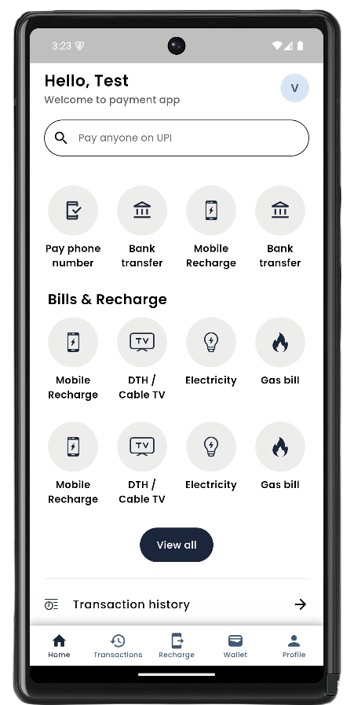 3:23
Hello, Test
Welcome to payment app
V
Pay anyone on UPI
Pay phone
number
Bank
transfer
Mobile
Recharge
Bank
transfer
Bills & Recharge
Mobile
Recharge
TV
DTH /
Cable TV
Electricity
Gas bill
Mobile
Recharge
TV
DTH /
Cable TV
Electricity
Gas bill
View all
Transaction history
Home
Transactions
Recharge
Wallet
Profile